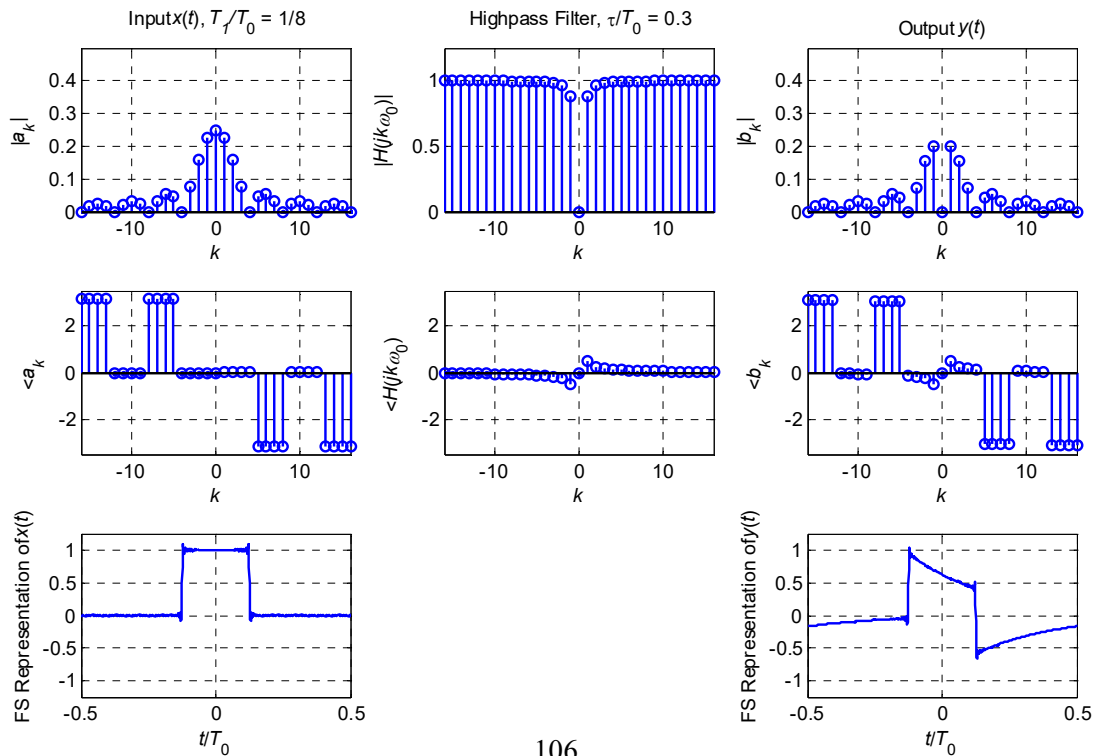 Input x(t), T1/T0 = 1/8
Highpass Filter, τ/T0 = 0.3
Output y(t)
|ak|
0.4
0.3
0.2
0.1
0
-10 0 10
k
|H(jkω0)|
1
0.5
0
-10 0 10
k
|bk|
0.4
0.3
0.2
0.1
0
-10 0 10
k
<ak
2
0
-2
-10 0 10
k
<H(jkω0)
2
0
-2
-10 0 10
k
<bk
2
0
-2
-10 0 10
k
FS Representation of x(t)
1
0.5
0
-0.5
-1
-0.5 0 0.5
t/T0
FS Representation of y(t)
1
0.5
0
-0.5
-1
-0.5 0 0.5
t/T0
106